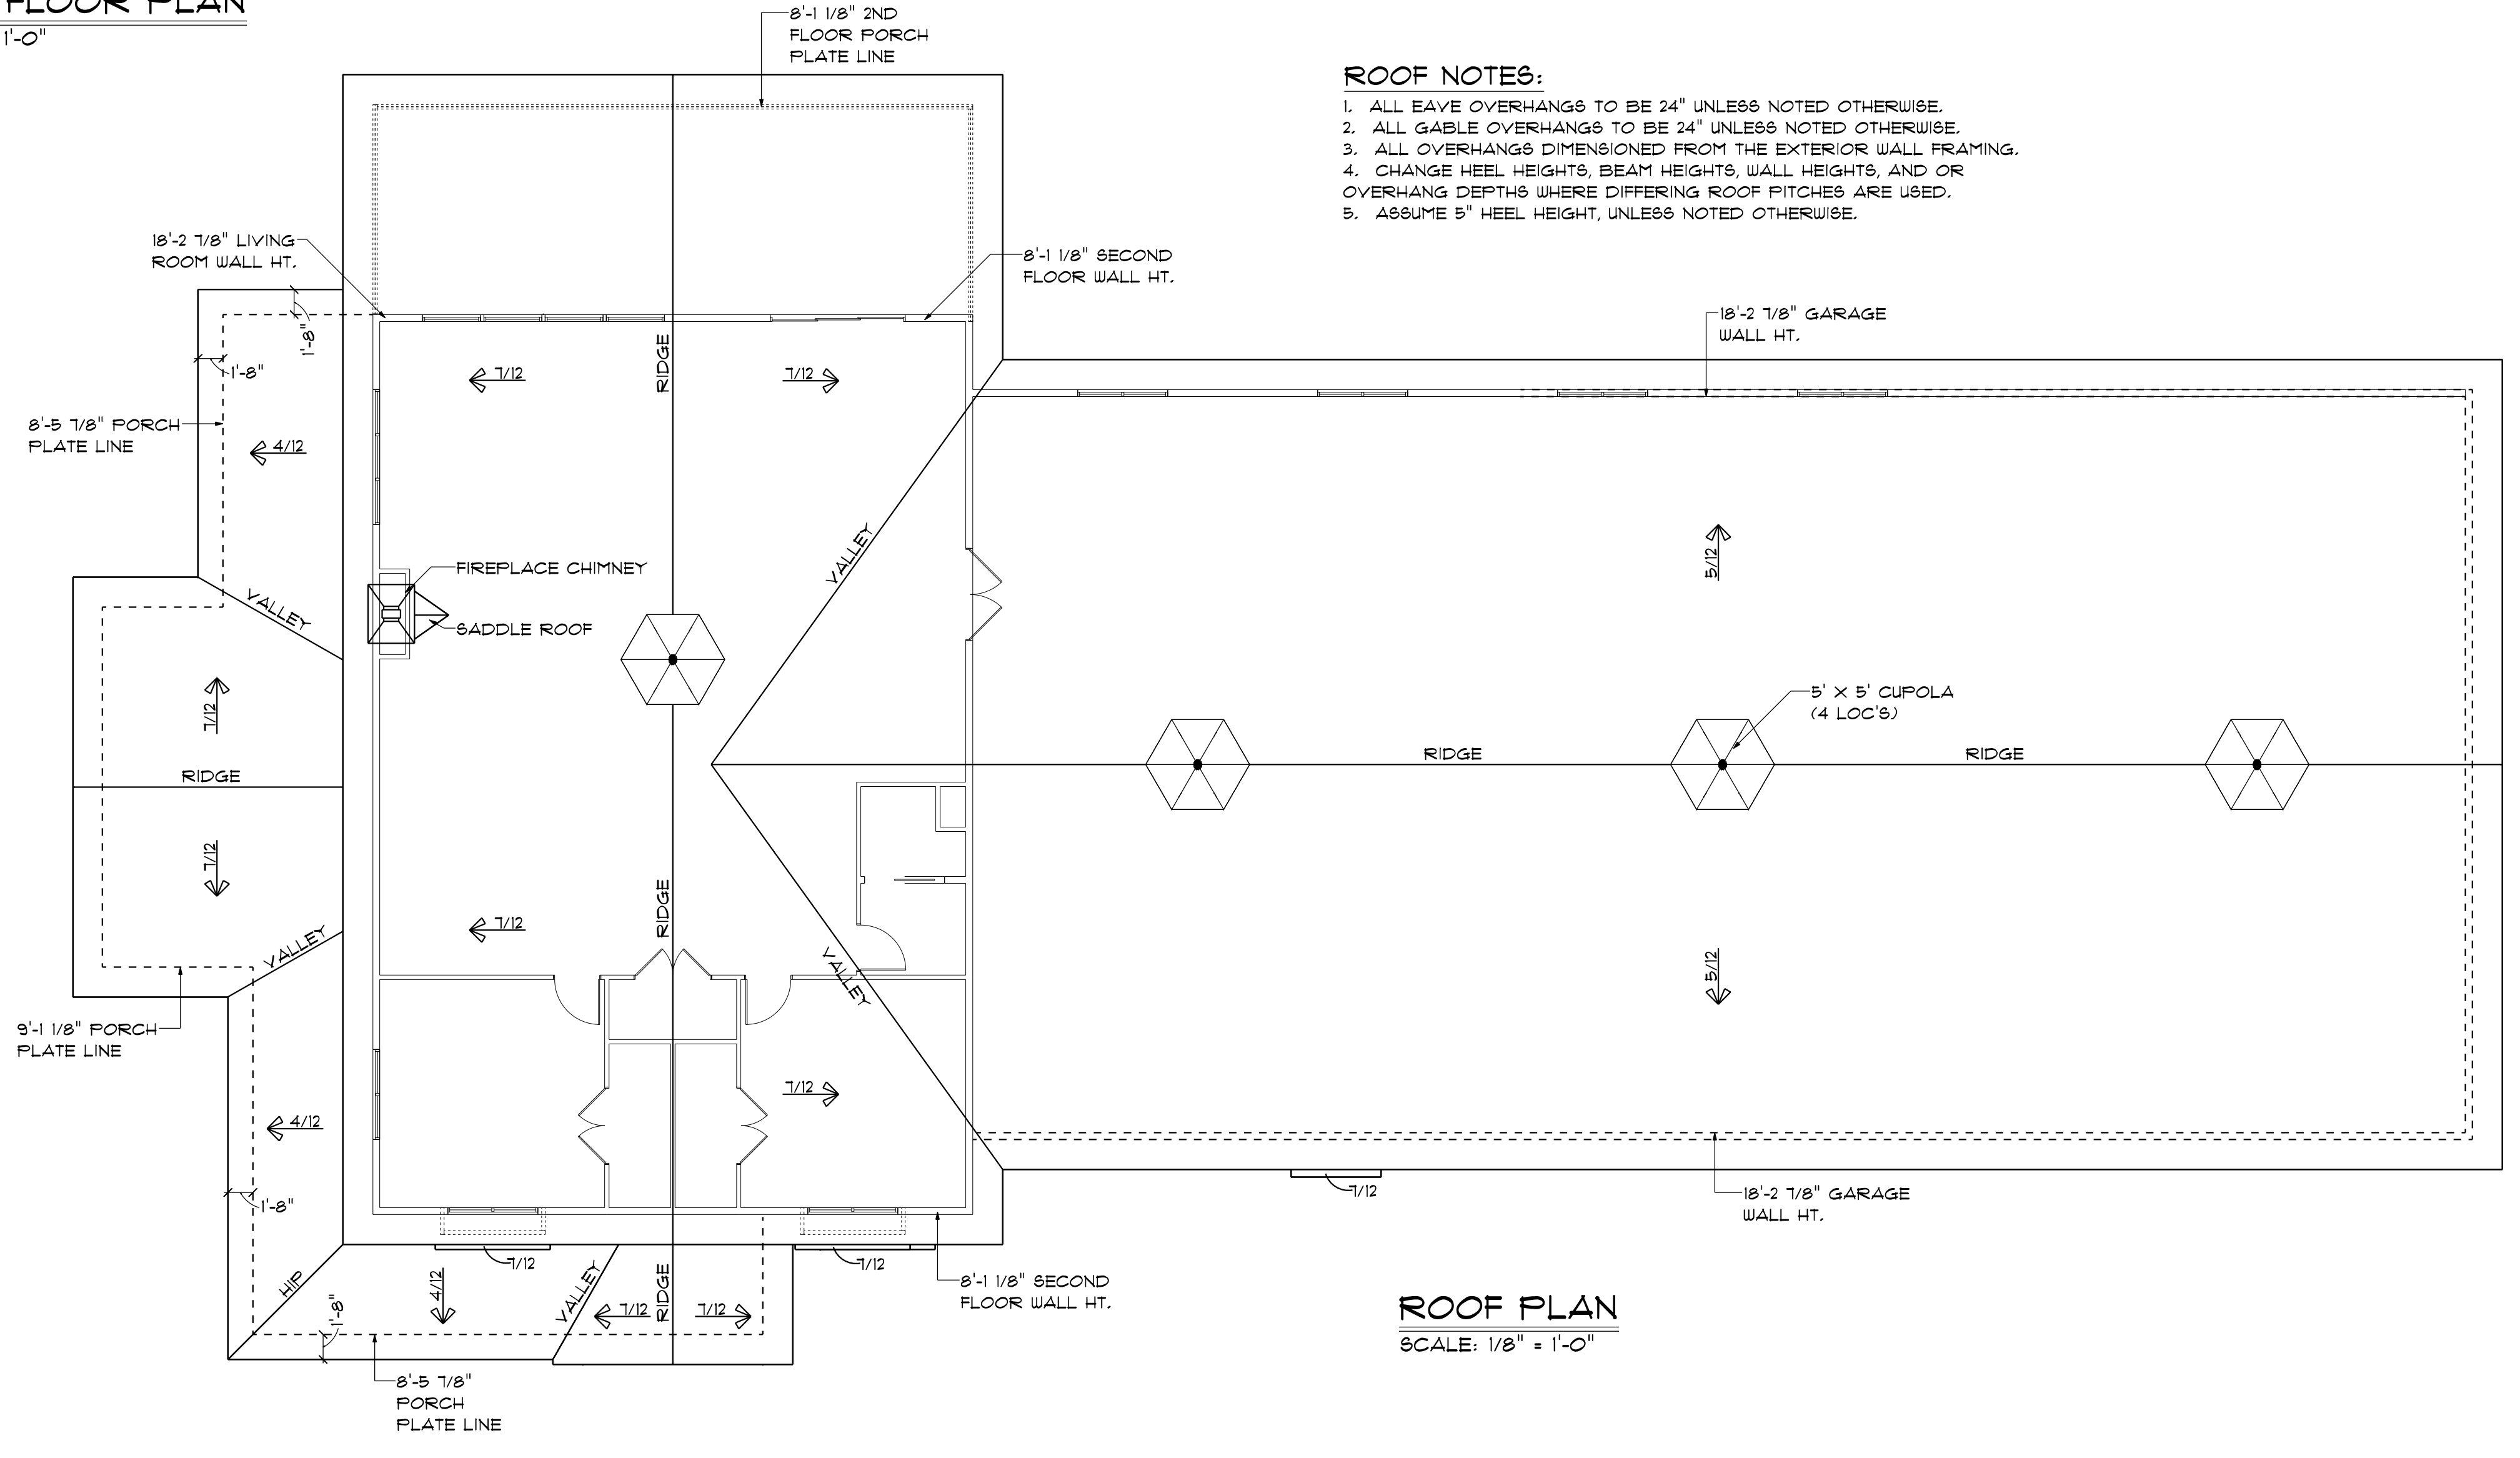 FLOOR PLAN
1'-0"
8'-1 1/8" 2ND
FLOOR PORCH
PLATE LINE
ROOF NOTES:
1. ALL EAVE OVERHANGS TO BE 24" UNLESS NOTED OTHERWISE.
2. ALL GABLE OVERHANGS TO BE 24" UNLESS NOTED OTHERWISE.
3. ALL OVERHANGS DIMENSIONED FROM THE EXTERIOR WALL FRAMING.
4. CHANGE HEEL HEIGHTS, BEAM HEIGHTS, WALL HEIGHTS, AND OR
OVERHANG DEPTHS WHERE DIFFERING ROOF PITCHES ARE USED.
5. ASSUME 5" HEEL HEIGHT, UNLESS NOTED OTHERWISE.
18'-2 7/8" LIVING
ROOM WALL HT.
8'-1 1/8" SECOND
FLOOR WALL HT.
18'-2 7/8" GARAGE
WALL HT.
1'-8"
1'-8"
RIDGE
7/12
7/12
8'-5 7/8" PORCH
PLATE LINE
4/12
VALLEY
5/12
FIREPLACE CHIMNEY
VALLEY
SADDLE ROOF
5' X 5' CUPOLA
(4 LOC'S)
7/12
RIDGE
RIDGE
RIDGE
7/12
RIDGE
7/12
VALLEY
VALLEY
5/12
9'-1 1/8" PORCH
PLATE LINE
7/12
4/12
1'-8"
7/12
18'-2 7/8" GARAGE
WALL HT.
7/12
7/12
HIP
4/12
VALLEY
RIDGE
8'-1 1/8" SECOND
FLOOR WALL HT.
1'-8"
7/12
7/12
ROOF PLAN
SCALE: 1/8" = 1'-0"
8'-5 7/8"
PORCH
PLATE LINE